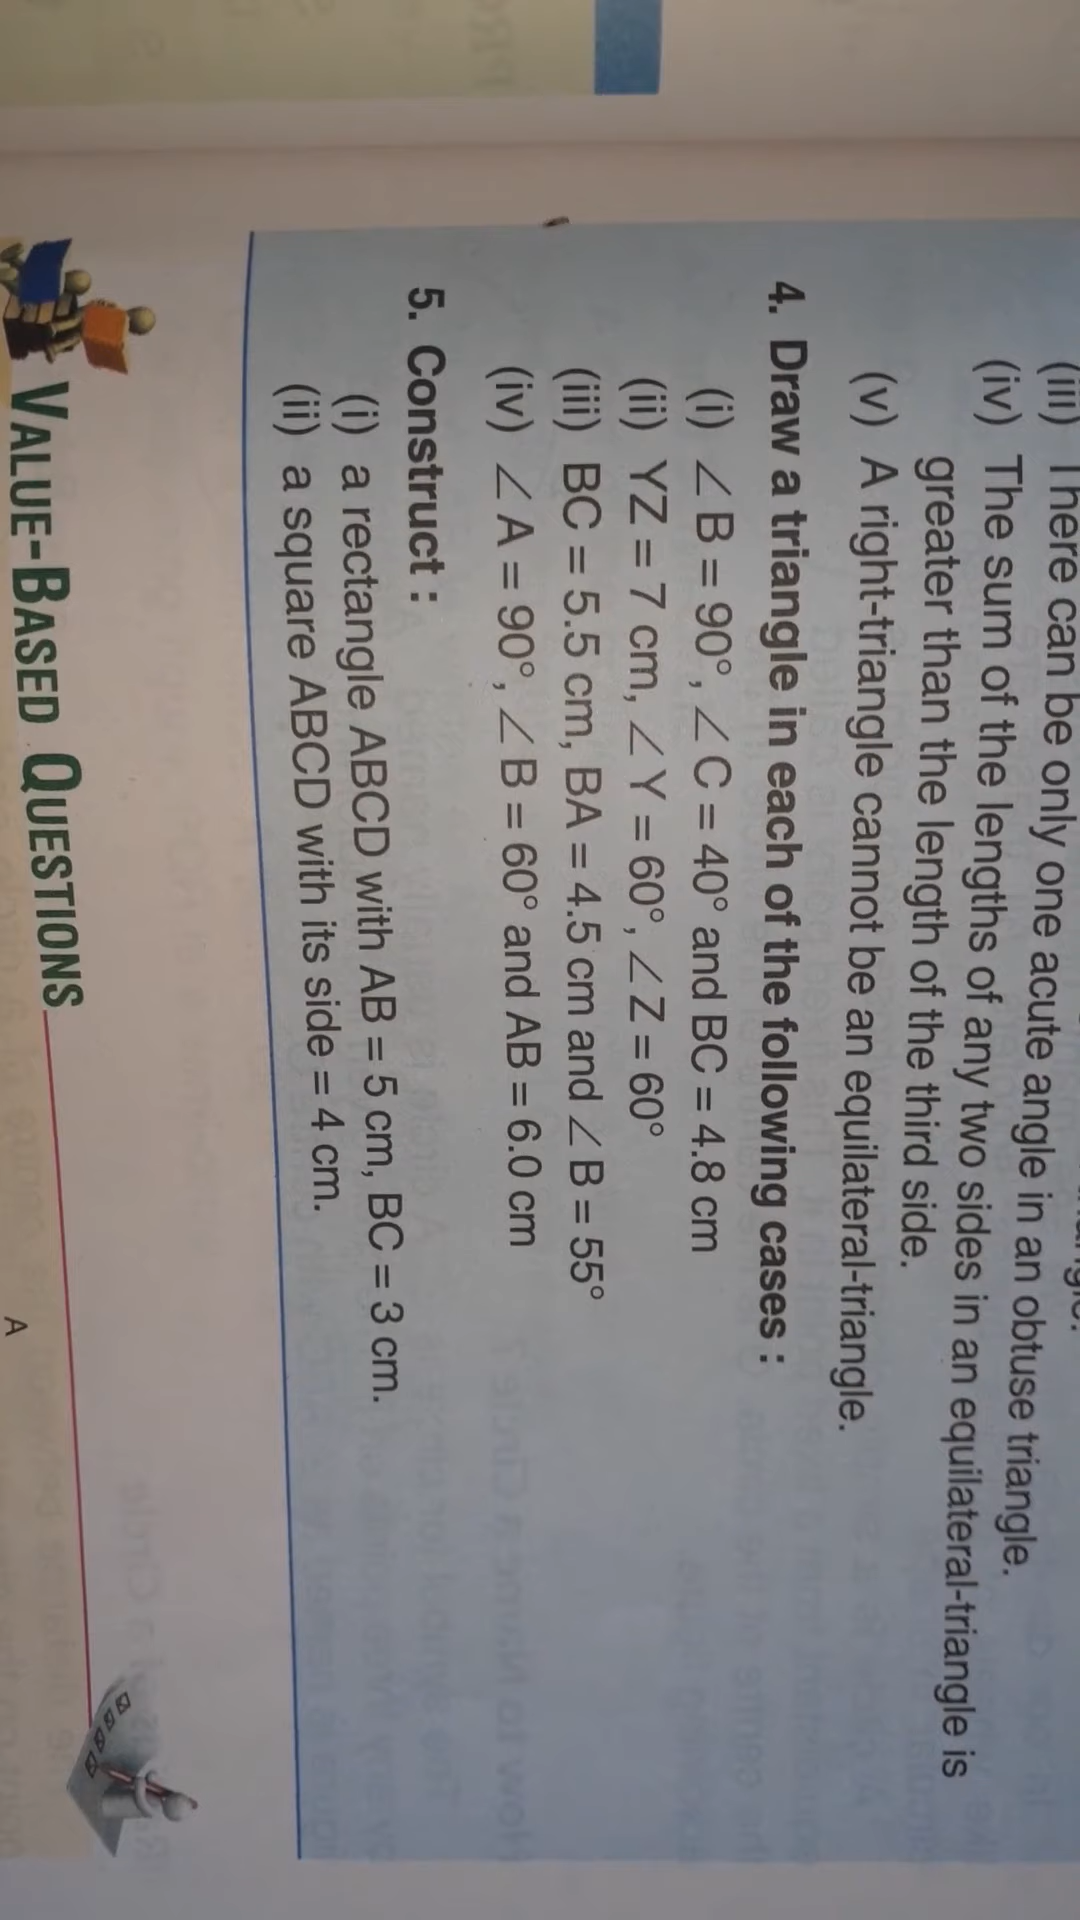 (iii) There can be only one acute angle in an obtuse triangle.
(iv) The sum of the lengths of any two sides in an equilateral-triangle is
greater than the length of the third side.
(v) A right-triangle cannot be an equilateral-triangle.
4. Draw a triangle in each of the following cases :
(i) ∠B = 90°, ∠C = 40° and BC = 4.8 cm
(ii) YZ = 7 cm, ∠Y = 60°, ∠Z = 60°
(iii) BC = 5.5 cm, BA = 4.5 cm and ∠B = 55°
(iv) ∠A = 90°, ∠B = 60° and AB = 6.0 cm
5. Construct :
(i) a rectangle ABCD with AB = 5 cm, BC = 3 cm.
(ii) a square ABCD with its side = 4 cm.
VALUE-BASED QUESTIONS
A